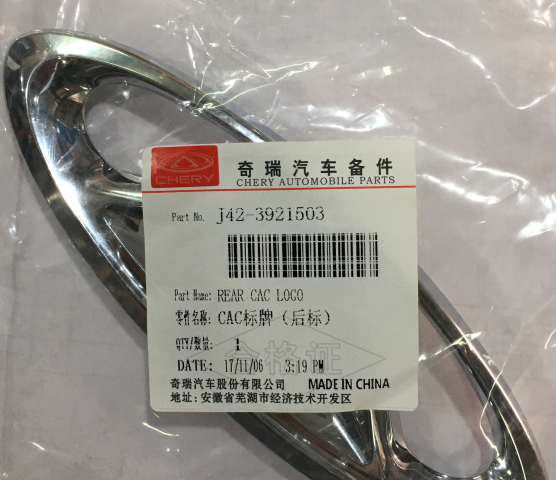 CHERY
奇瑞汽车备件
CHERY AUTOMOBILE PARTS
Part No. J42-3921503
Part Name: REAR CAC LOGO
零件名称: CAC标牌（后标）
QTY/数量: 1
合格证
DATE: 17/11/06 3:19 PM
奇瑞汽车股份有限公司 MADE IN CHINA
地址: 安徽省芜湖市经济技术开发区